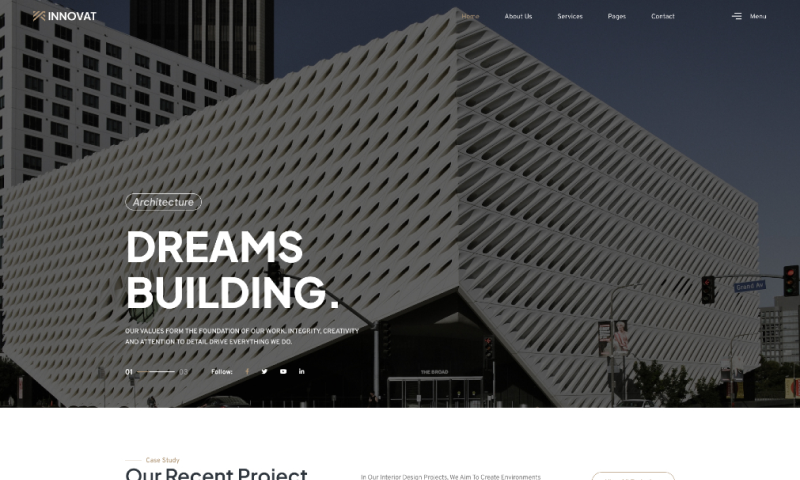 INNOVAT
Home
About Us
Services
Pages
Contact
Menu
Architecture
DREAMS
BUILDING.
OUR VALUES FORM THE FOUNDATION OF OUR WORK. INTEGRITY, CREATIVITY
AND ATTENTION TO DETAIL DRIVE EVERYTHING WE DO.
01
03
Follow:
THE BROAD
Grand Av
Case Study
Our Recent Project
In Our Interior Design Projects, We Aim To Create Environments